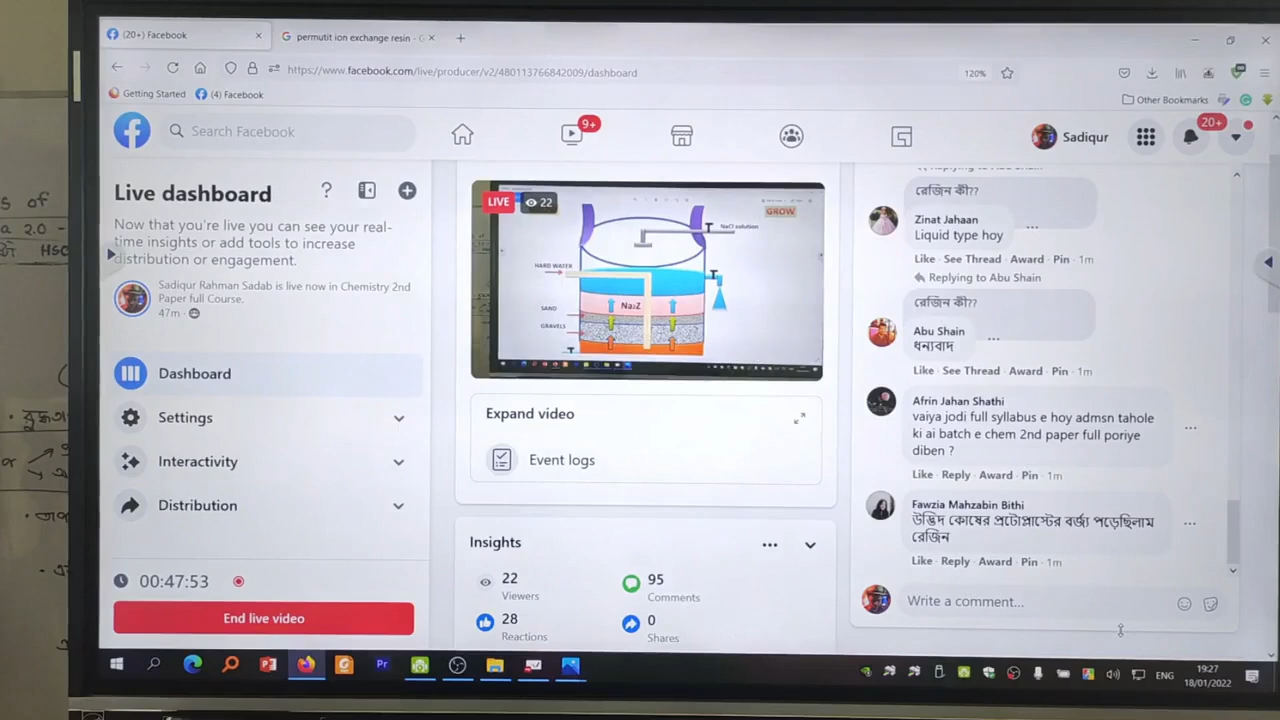 (20+) Facebook
permutit ion exchange resin - G
https://www.facebook.com/live/producer/v2/480113766842009/dashboard
120%
Getting Started
(4) Facebook
Other Bookmarks
Search Facebook
9+
Sadiqur
20+
s of
a 2.0 -
HSC
Live dashboard
Now that you're live you can see your real-
time insights or add tools to increase
distribution or engagement.
Sadiqur Rahman Sadab is live now in Chemistry 2nd
Paper full Course.
47m
Dashboard
Settings
Interactivity
Distribution
00:47:53
End live video
LIVE
22
GROW
NaCl solution
HARD WATER
Na₂Z
SAND
GRAVELS
Expand video
Event logs
Insights
22
Viewers
95
Comments
28
Reactions
0
Shares
রেজিন কী??
Zinat Jahaan
Liquid type hoy
Like · See Thread · Award · Pin · 1m
Replying to Abu Shain
রেজিন কী??
Abu Shain
ধন্যবাদ
Like · See Thread · Award · Pin · 1m
Afrin Jahan Shathi
vaiya jodi full syllabus e hoy admsn tahole
ki ai batch e chem 2nd paper full poriye
diben ?
Like · Reply · Award · Pin · 1m
Fawzia Mahzabin Bithi
উদ্ভিদ কোষের প্রটোপ্লাস্টের বর্জ্য পড়েছিলাম
রেজিন
Like · Reply · Award · Pin · 1m
Write a comment...
Pr
ENG
19:27
18/01/2022